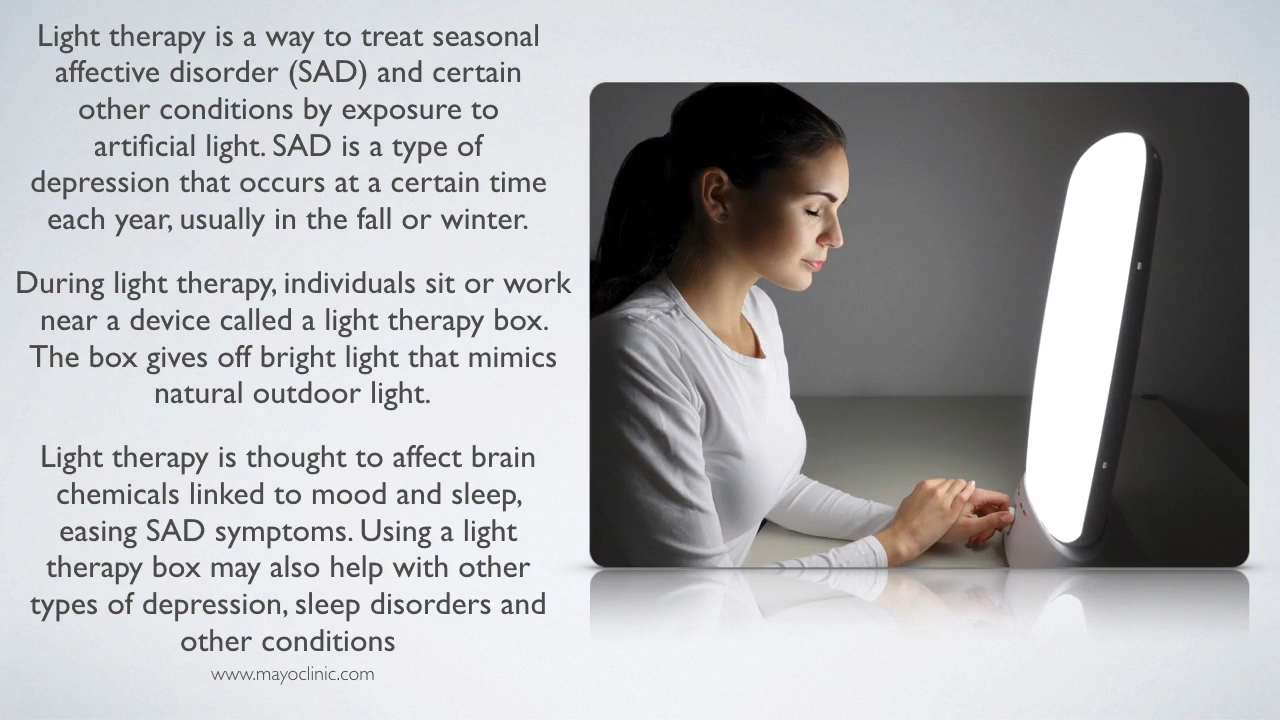 Light therapy is a way to treat seasonal
affective disorder (SAD) and certain
other conditions by exposure to
artificial light. SAD is a type of
depression that occurs at a certain time
each year, usually in the fall or winter.
During light therapy, individuals sit or work
near a device called a light therapy box.
The box gives off bright light that mimics
natural outdoor light.
Light therapy is thought to affect brain
chemicals linked to mood and sleep,
easing SAD symptoms. Using a light
therapy box may also help with other
types of depression, sleep disorders and
other conditions
www.mayoclinic.com